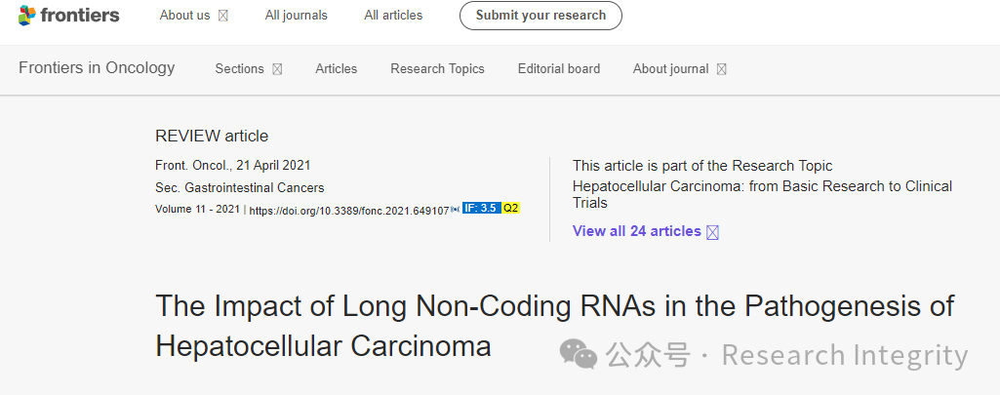 frontiers About us All journals All articles Submit your research
Frontiers in Oncology Sections Articles Research Topics Editorial board About journal
REVIEW article
Front. Oncol., 21 April 2021
Sec. Gastrointestinal Cancers
Volume 11 - 2021 | https://doi.org/10.3389/fonc.2021.649107 IF: 3.5 Q2
This article is part of the Research Topic
Hepatocellular Carcinoma: from Basic Research to Clinical
Trials
View all 24 articles
The Impact of Long Non-Coding RNAs in the Pathogenesis of
Hepatocellular Carcinoma
公众号 · Research Integrity